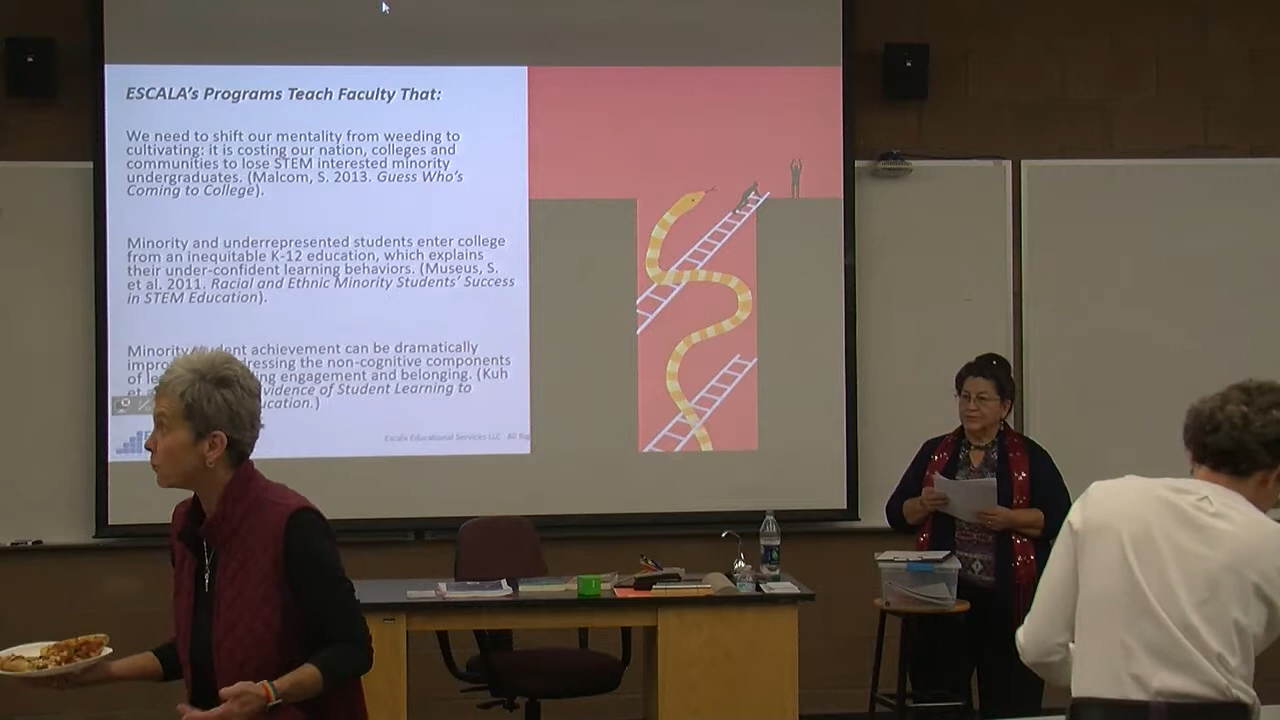 ESCALA's Programs Teach Faculty That:
We need to shift our mentality from weeding to
cultivating: it is costing our nation, colleges and
communities to lose STEM interested minority
undergraduates. (Malcom, S. 2013. Guess Who's
Coming to College).
Minority and underrepresented students enter college
from an inequitable K-12 education, which explains
their under-confident learning behaviors. (Museus, S.
et al. 2011. Racial and Ethnic Minority Students' Success
in STEM Education).
Minority student achievement can be dramatically
impro dressing the non-cognitive components
of le ng engagement and belonging. (Kuh
et vidence of Student Learning to
ucation.)
Escala Educational Services LLC All Rig